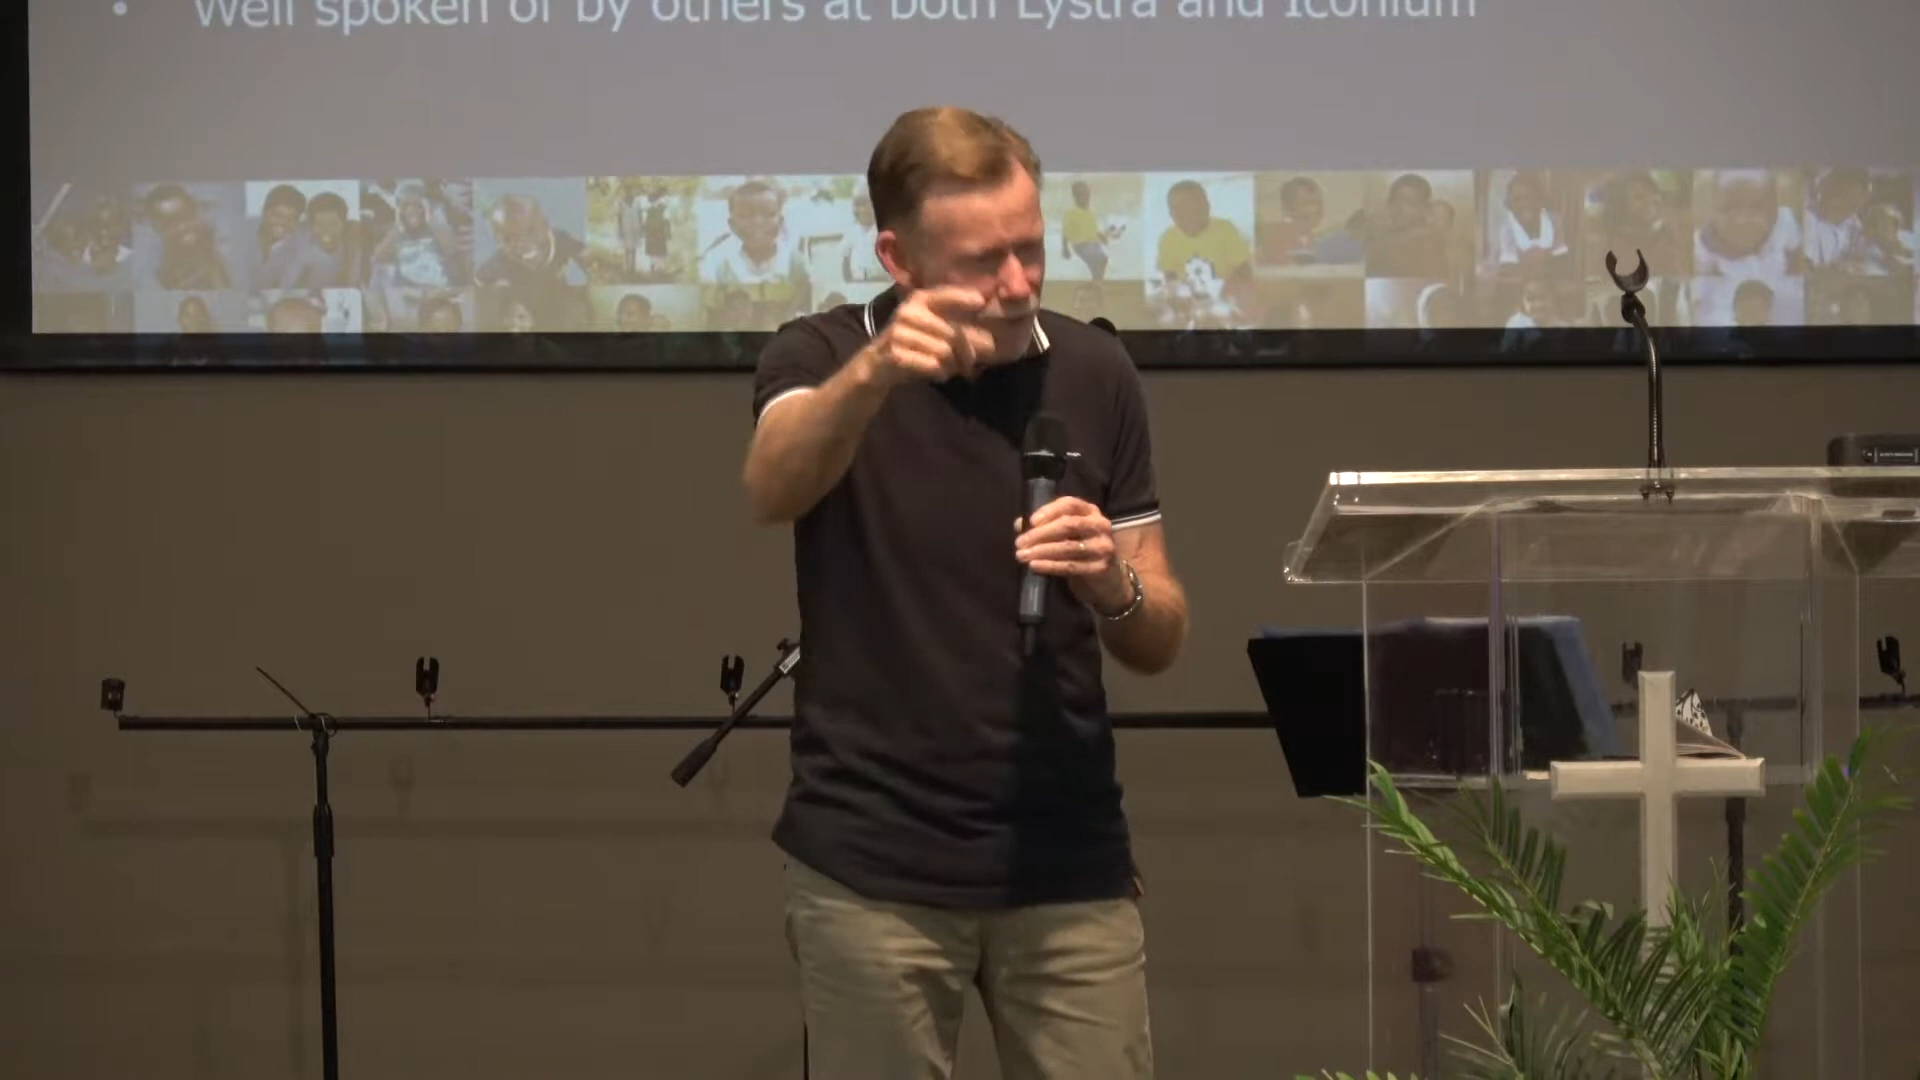 • Well spoken of by others at both Lystra and Iconium